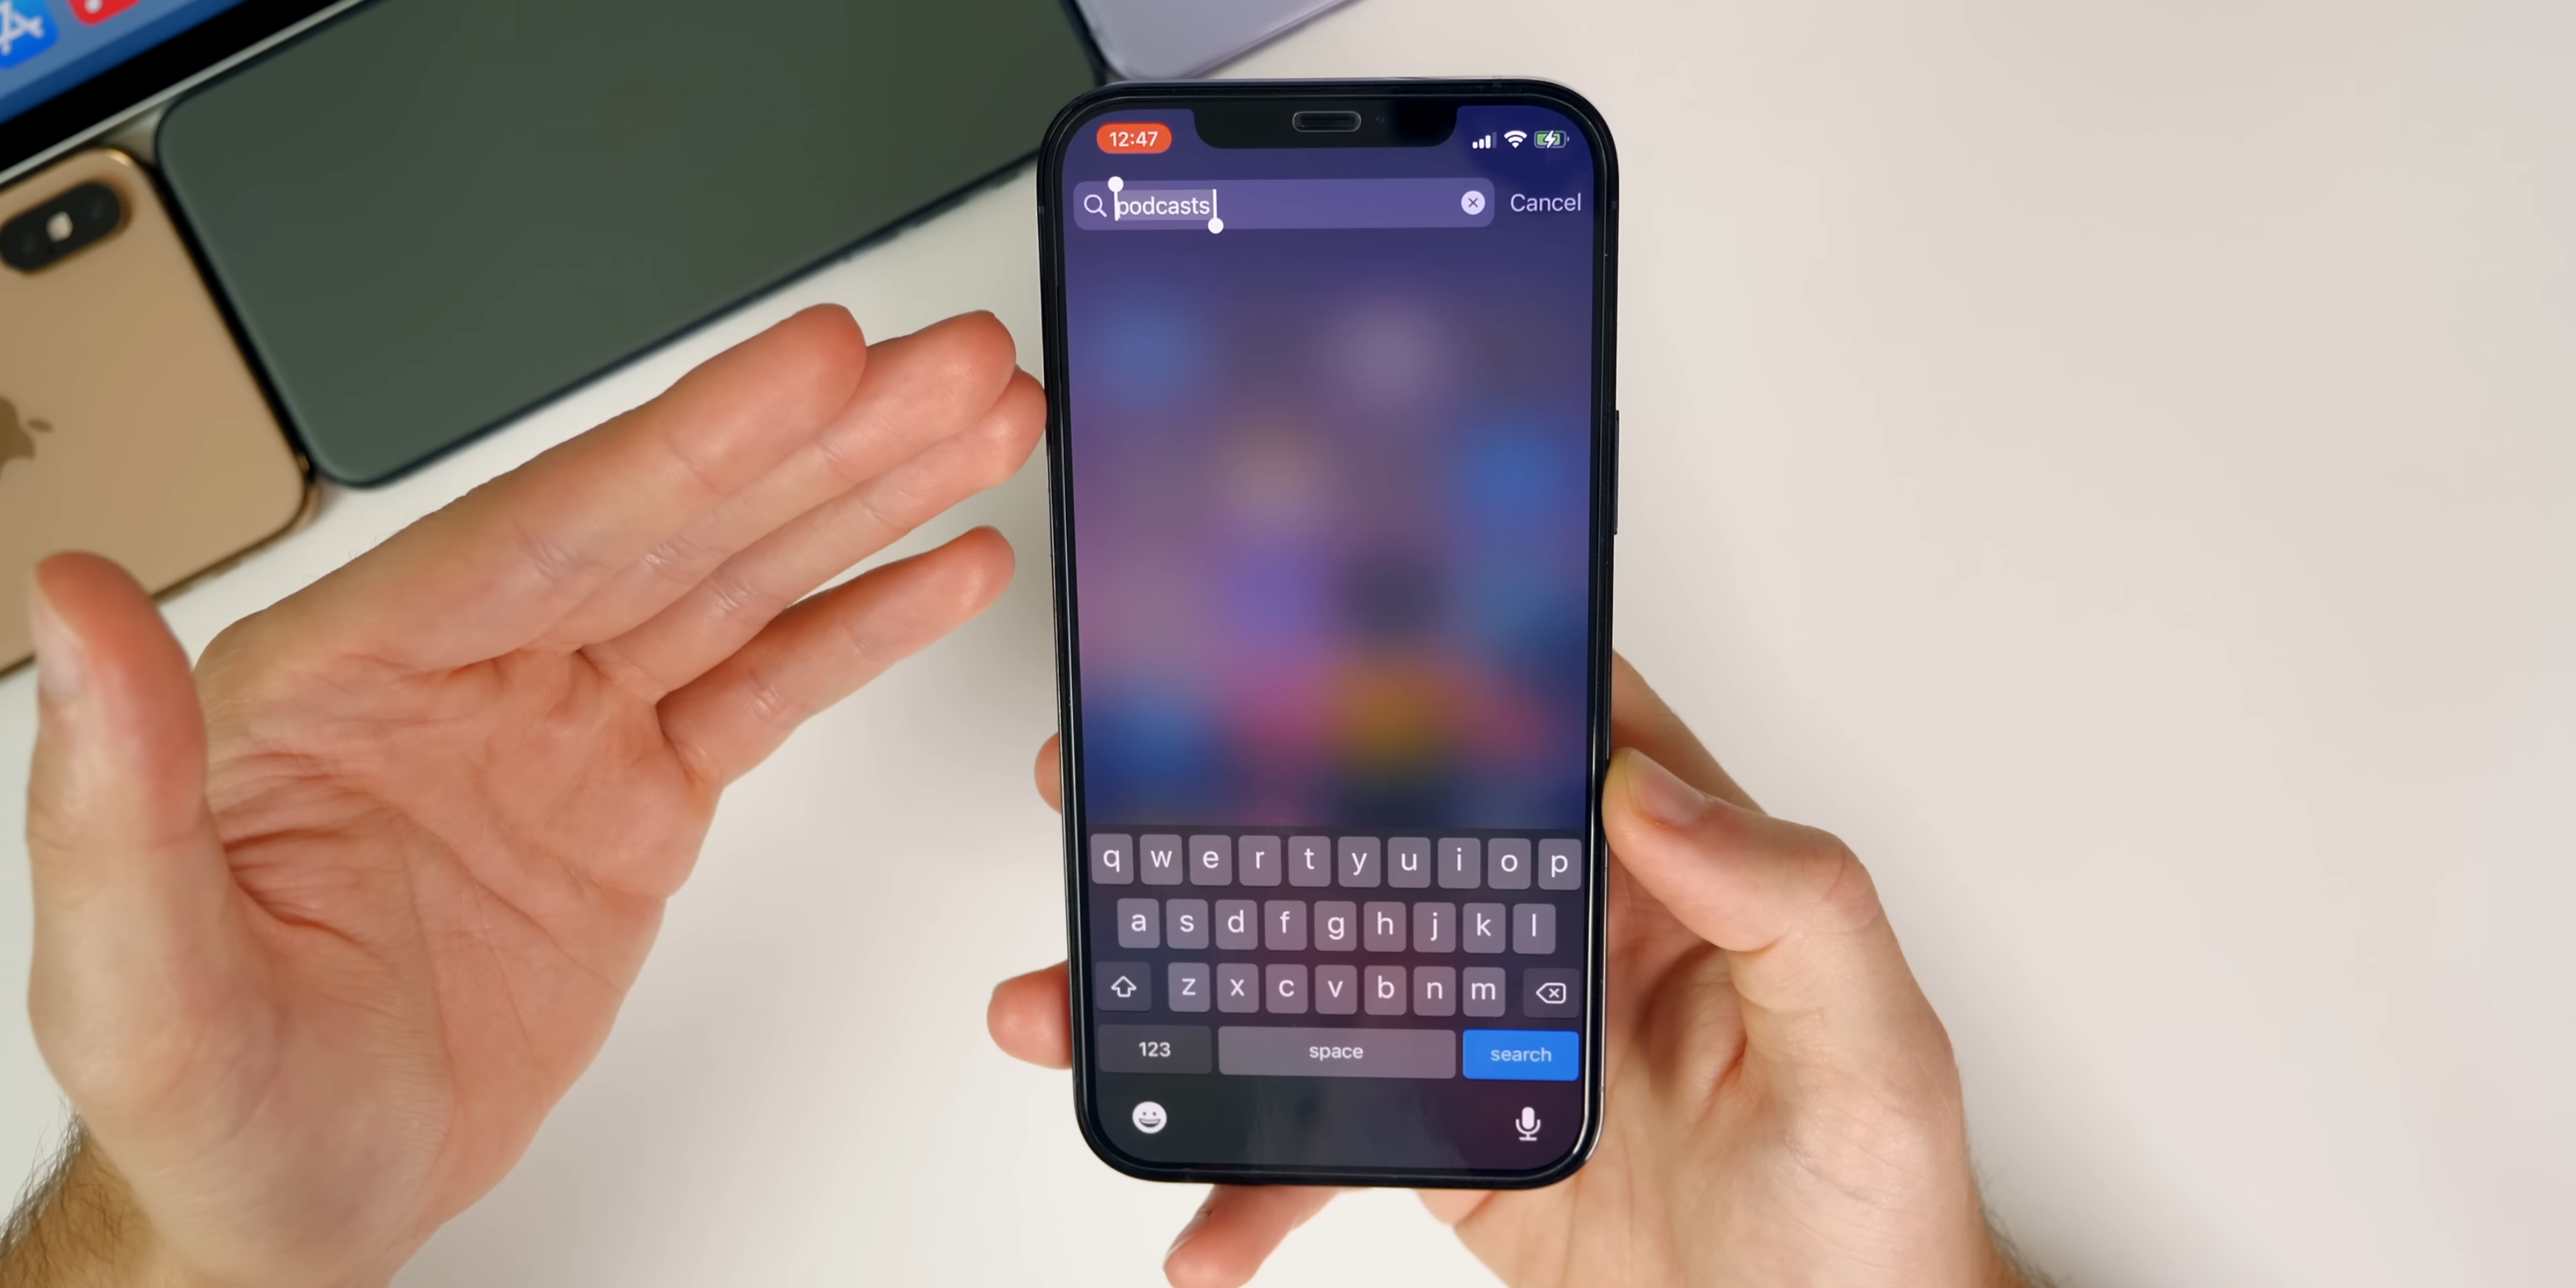 12:47
podcasts Cancel
q w e r t y u i o p
a s d f g h j k l
z x c v b n m
123 space search